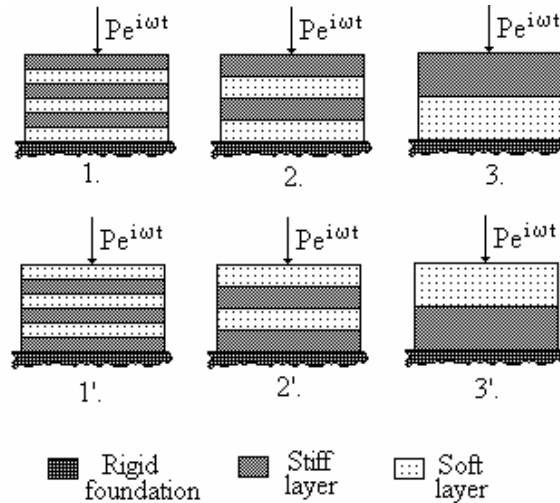 Pe^{iωt} Pe^{iωt} Pe^{iωt}
1. 2. 3.
Pe^{iωt} Pe^{iωt} Pe^{iωt}
1'. 2'. 3'.
Rigid foundation
Stiff layer
Soft layer